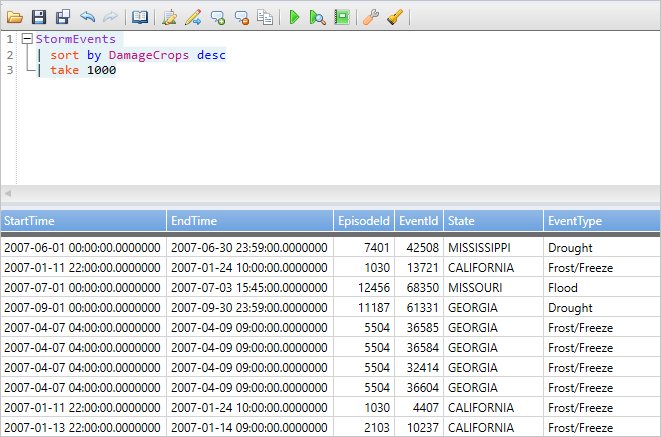 1 StormEvents
2 | sort by DamageCrops desc
3 | take 1000
StartTime EndTime EpisodeId EventId State EventType
2007-06-01 00:00:00.0000000 2007-06-30 23:59:00.0000000 7401 42508 MISSISSIPPI Drought
2007-01-11 22:00:00.0000000 2007-01-24 10:00:00.0000000 1030 13721 CALIFORNIA Frost/Freeze
2007-07-01 00:00:00.0000000 2007-07-03 15:45:00.0000000 12456 68350 MISSOURI Flood
2007-09-01 00:00:00.0000000 2007-09-30 23:59:00.0000000 11187 61331 GEORGIA Drought
2007-04-07 04:00:00.0000000 2007-04-09 09:00:00.0000000 5504 36585 GEORGIA Frost/Freeze
2007-04-07 04:00:00.0000000 2007-04-09 09:00:00.0000000 5504 36584 GEORGIA Frost/Freeze
2007-04-07 04:00:00.0000000 2007-04-09 09:00:00.0000000 5504 32414 GEORGIA Frost/Freeze
2007-04-07 04:00:00.0000000 2007-04-09 09:00:00.0000000 5504 36604 GEORGIA Frost/Freeze
2007-01-11 22:00:00.0000000 2007-01-24 10:00:00.0000000 1030 4407 CALIFORNIA Frost/Freeze
2007-01-13 22:00:00.0000000 2007-01-14 09:00:00.0000000 2103 10237 CALIFORNIA Frost/Freeze